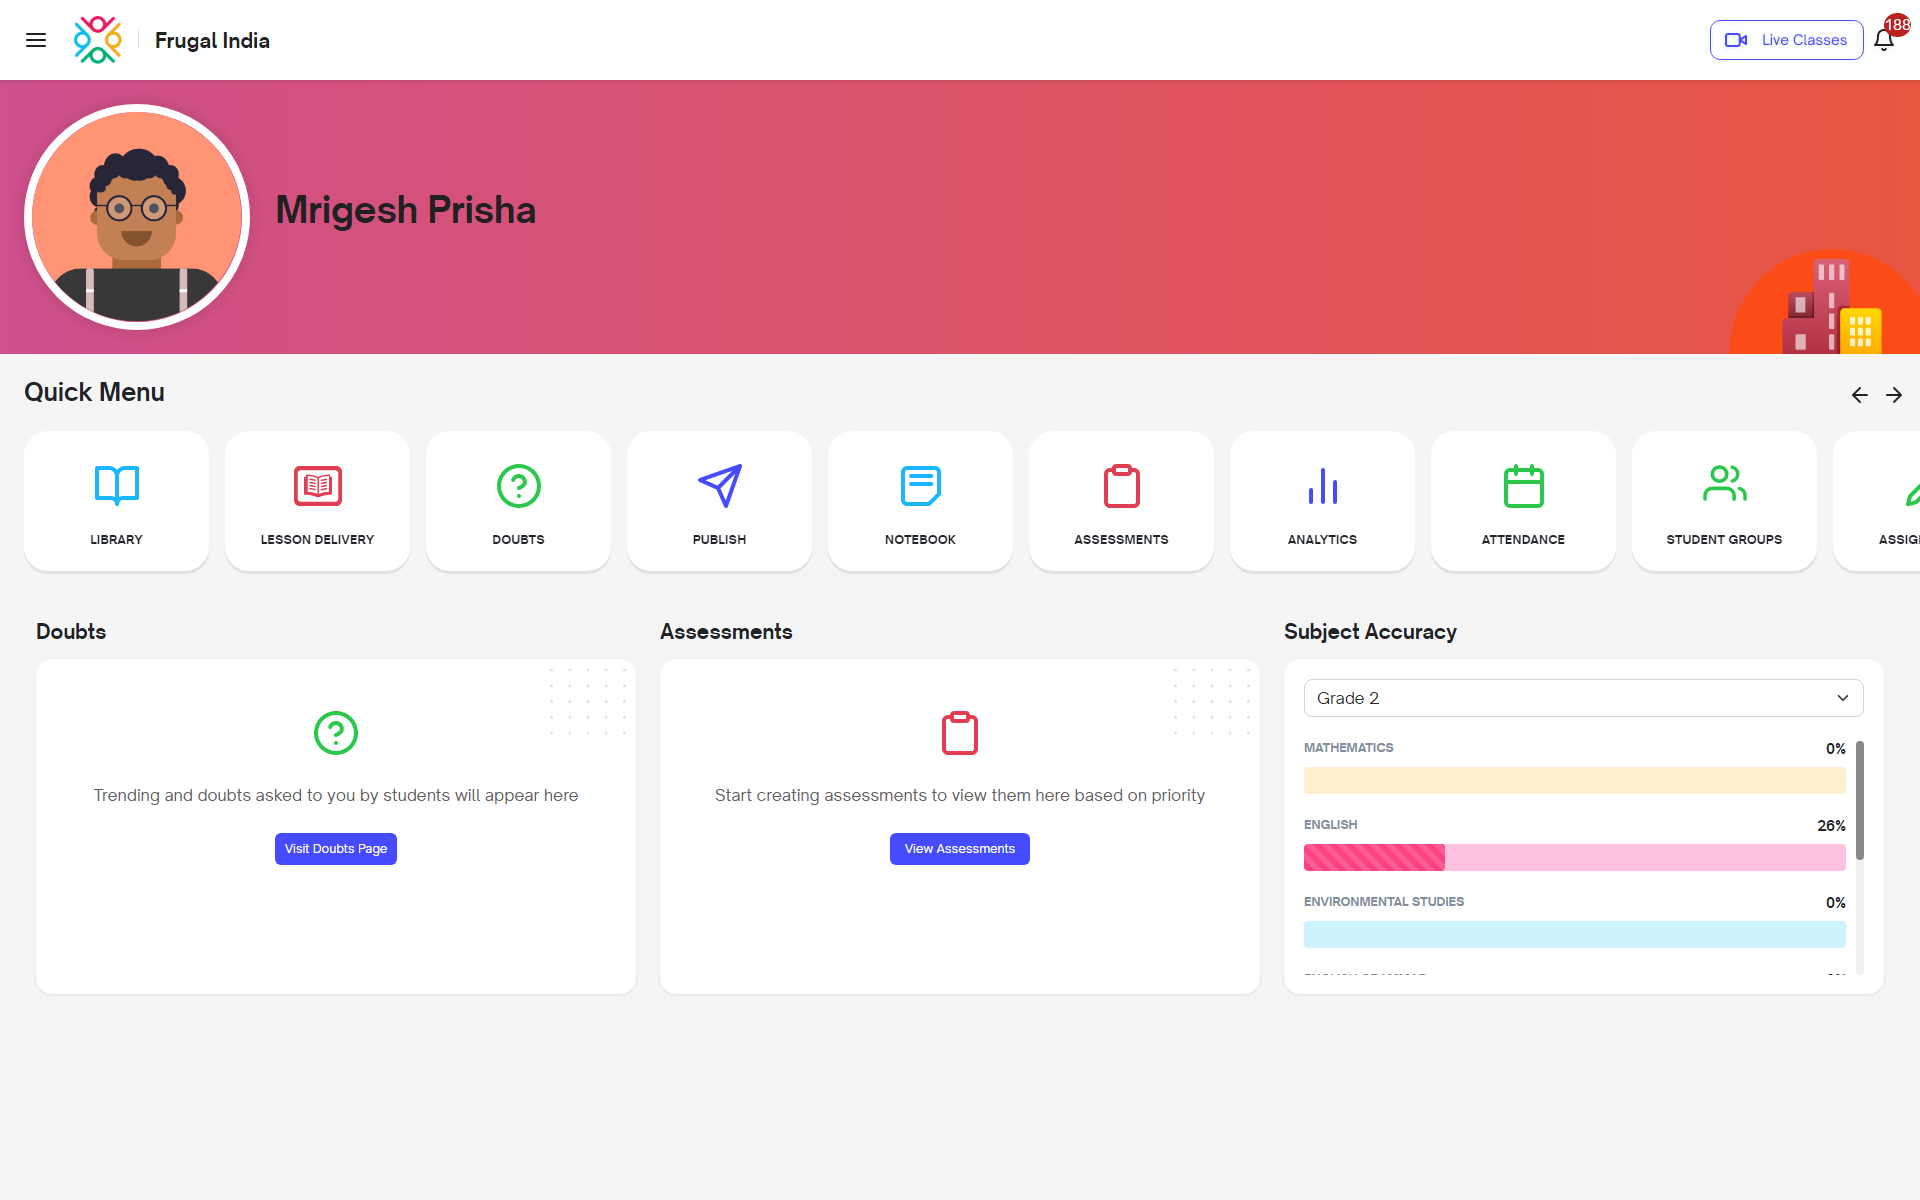 Frugal India
Live Classes
188
Mrigesh Prisha
Quick Menu
LIBRARY
LESSON DELIVERY
DOUBTS
PUBLISH
NOTEBOOK
ASSESSMENTS
ANALYTICS
ATTENDANCE
STUDENT GROUPS
ASSIG
Doubts
Trending and doubts asked to you by students will appear here
Visit Doubts Page
Assessments
Start creating assessments to view them here based on priority
View Assessments
Subject Accuracy
Grade 2
MATHEMATICS 0%
ENGLISH 26%
ENVIRONMENTAL STUDIES 0%